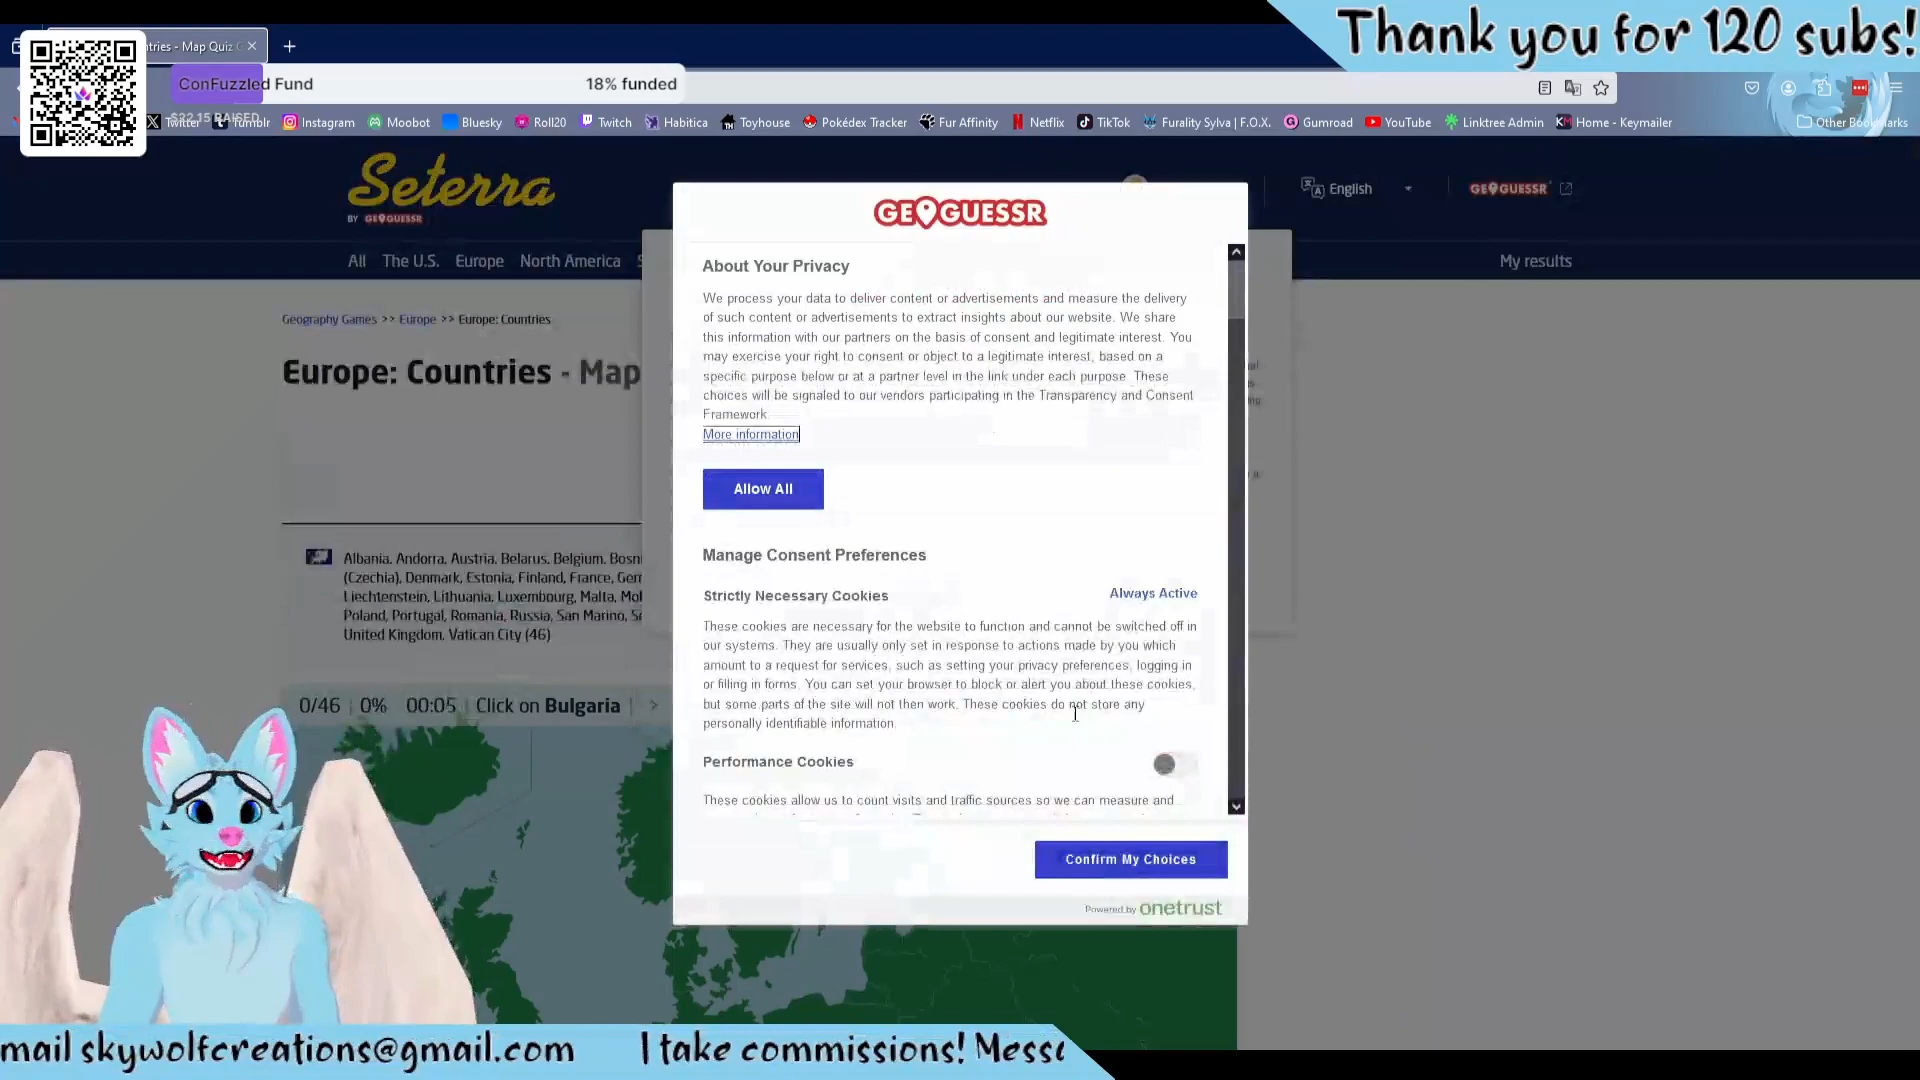 Thank you for 120 subs!
ntries - Map Quiz
ConFuzzled Fund
18% funded
$22.15 RAISED
Twitter
Tumblr
Instagram
Moobot
Bluesky
Roll20
Twitch
Habitica
Toyhouse
Pokédex Tracker
Fur Affinity
Netflix
TikTok
Furality Sylva | F.O.X.
Gumroad
YouTube
Linktree Admin
Home - Keymailer
Other Bookmarks
Seterra
BY GEOGUESSR
English
GEOGUESSR
All
The U.S.
Europe
North America
S
My results
Geography Games >> Europe >> Europe: Countries
Europe: Countries - Map
Albania, Andorra, Austria, Belarus, Belgium, Bosn
(Czechia), Denmark, Estonia, Finland, France, Ger
Liechtenstein, Lithuania, Luxembourg, Malta, Mol
Poland, Portugal, Romania, Russia, San Marino, Se
United Kingdom, Vatican City (46)
0/46 | 0% 00:05 Click on Bulgaria
GEOGUESSR
About Your Privacy
We process your data to deliver content or advertisements and measure the delivery
of such content or advertisements to extract insights about our website. We share
this information with our partners on the basis of consent and legitimate interest. You
may exercise your right to consent or object to a legitimate interest, based on a
specific purpose below or at a partner level in the link under each purpose. These
choices will be signaled to our vendors participating in the Transparency and Consent
Framework.
More information
Allow All
Manage Consent Preferences
Strictly Necessary Cookies
Always Active
These cookies are necessary for the website to function and cannot be switched off in
our systems. They are usually only set in response to actions made by you which
amount to a request for services, such as setting your privacy preferences, logging in
or filling in forms. You can set your browser to block or alert you about these cookies,
but some parts of the site will not then work. These cookies do not store any
personally identifiable information.
Performance Cookies
These cookies allow us to count visits and traffic sources so we can measure and
Confirm My Choices
Powered by onetrust
mail skywolfcreations@gmail.com
I take commissions! Mess